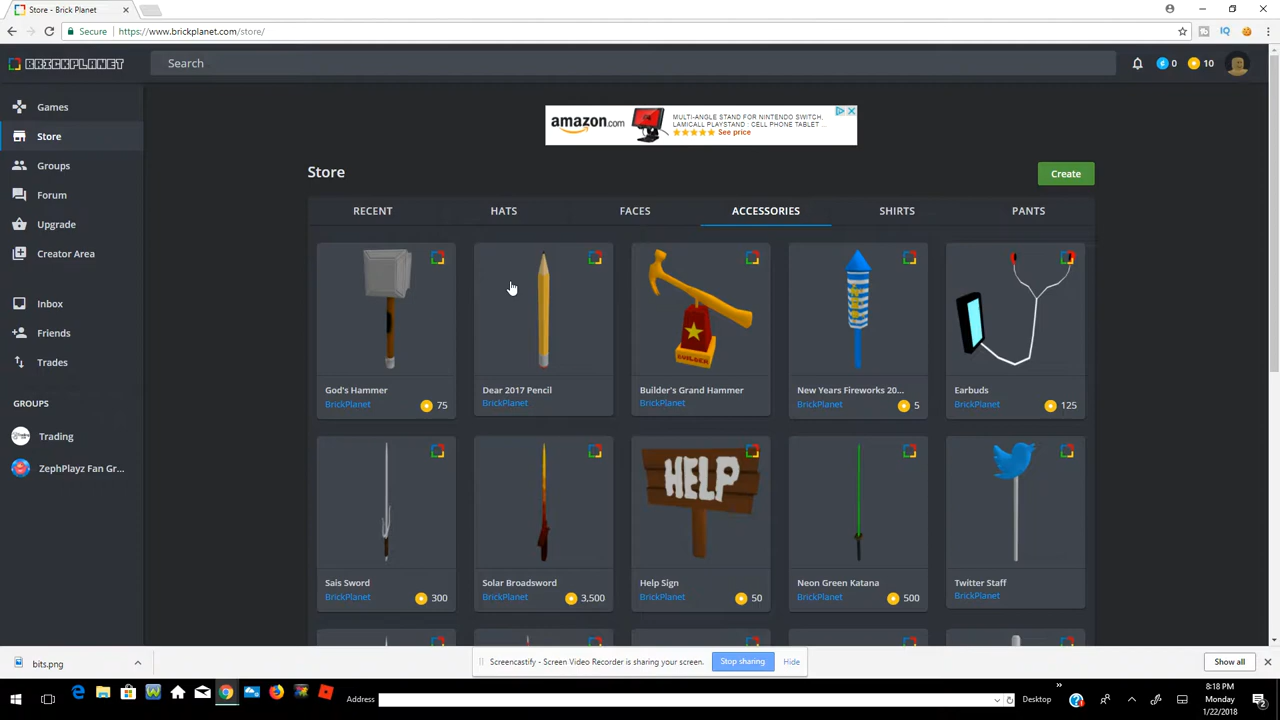 Store - Brick Planet
Secure https://www.brickplanet.com/store/
BRICKPLANET
Search
0
10
Games
Store
Groups
Forum
Upgrade
Creator Area
Inbox
Friends
Trades
GROUPS
Trading
ZephPlayz Fan Gr...
amazon.com
MULTI-ANGLE STAND FOR NINTENDO SWITCH,
LAMICALL PLAYSTAND : CELL PHONE TABLET ...
See price
Store
Create
RECENT
HATS
FACES
ACCESSORIES
SHIRTS
PANTS
God's Hammer
BrickPlanet
75
Dear 2017 Pencil
BrickPlanet
BUILDER
Builder's Grand Hammer
BrickPlanet
New Years Fireworks 20...
BrickPlanet
5
Earbuds
BrickPlanet
125
Sais Sword
BrickPlanet
300
Solar Broadsword
BrickPlanet
3,500
HELP
Help Sign
BrickPlanet
50
Neon Green Katana
BrickPlanet
500
Twitter Staff
BrickPlanet
bits.png
Screencastify - Screen Video Recorder is sharing your screen.
Stop sharing
Hide
Show all
Address
Desktop
8:18 PM
Monday
1/22/2018
2